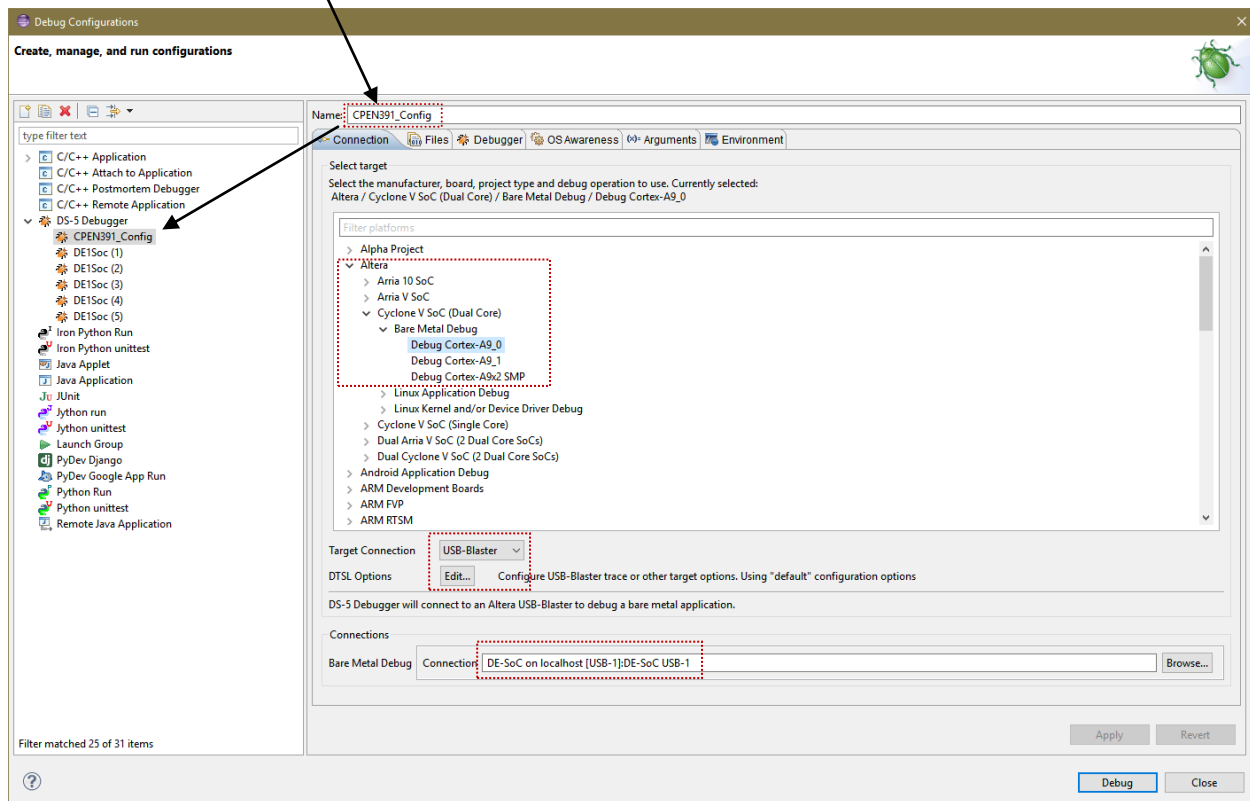 Debug Configurations
Create, manage, and run configurations
type filter text
C/C++ Application
C/C++ Attach to Application
C/C++ Postmortem Debugger
C/C++ Remote Application
DS-5 Debugger
CPEN391_Config
DE1Soc (1)
DE1Soc (2)
DE1Soc (3)
DE1Soc (4)
DE1Soc (5)
Iron Python Run
Iron Python unittest
Java Applet
Java Application
Ju JUnit
Jython run
Jython unittest
Launch Group
PyDev Django
PyDev Google App Run
Python Run
Python unittest
Remote Java Application
Filter matched 25 of 31 items
Name: CPEN391_Config
Connection Files Debugger OS Awareness (x)= Arguments Environment
Select target
Select the manufacturer, board, project type and debug operation to use. Currently selected:
Altera / Cyclone V SoC (Dual Core) / Bare Metal Debug / Debug Cortex-A9_0
Filter platforms
Alpha Project
Altera
Arria 10 SoC
Arria V SoC
Cyclone V SoC (Dual Core)
Bare Metal Debug
Debug Cortex-A9_0
Debug Cortex-A9_1
Debug Cortex-A9x2 SMP
Linux Application Debug
Linux Kernel and/or Device Driver Debug
Cyclone V SoC (Single Core)
Dual Arria V SoC (2 Dual Core SoCs)
Dual Cyclone V SoC (2 Dual Core SoCs)
Android Application Debug
ARM Development Boards
ARM FVP
ARM RTSM
Target Connection USB-Blaster
DTSL Options Edit... Configure USB-Blaster trace or other target options. Using "default" configuration options
DS-5 Debugger will connect to an Altera USB-Blaster to debug a bare metal application.
Connections
Bare Metal Debug Connection DE-SoC on localhost [USB-1]:DE-SoC USB-1 Browse...
Apply Revert
Debug Close